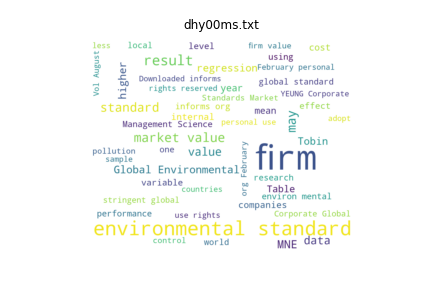 dhy00ms.txt
less
local
level
firm value
cost
Vol August
higher
result
using
regression
February personal
Downloaded informs
global standard
rights reserved
year
YEUNG Corporate
Standards Market
standard
informs org
mean
effect
internal
may
adopt
Management Science
personal use
market value
Tobin
pollution
one
value
firm
sample
Global Environmental
org February
research
variable
countries
Table
environ mental
stringent global
companies
performance
use rights
Corporate Global
environmental standard
control
world
MNE
data